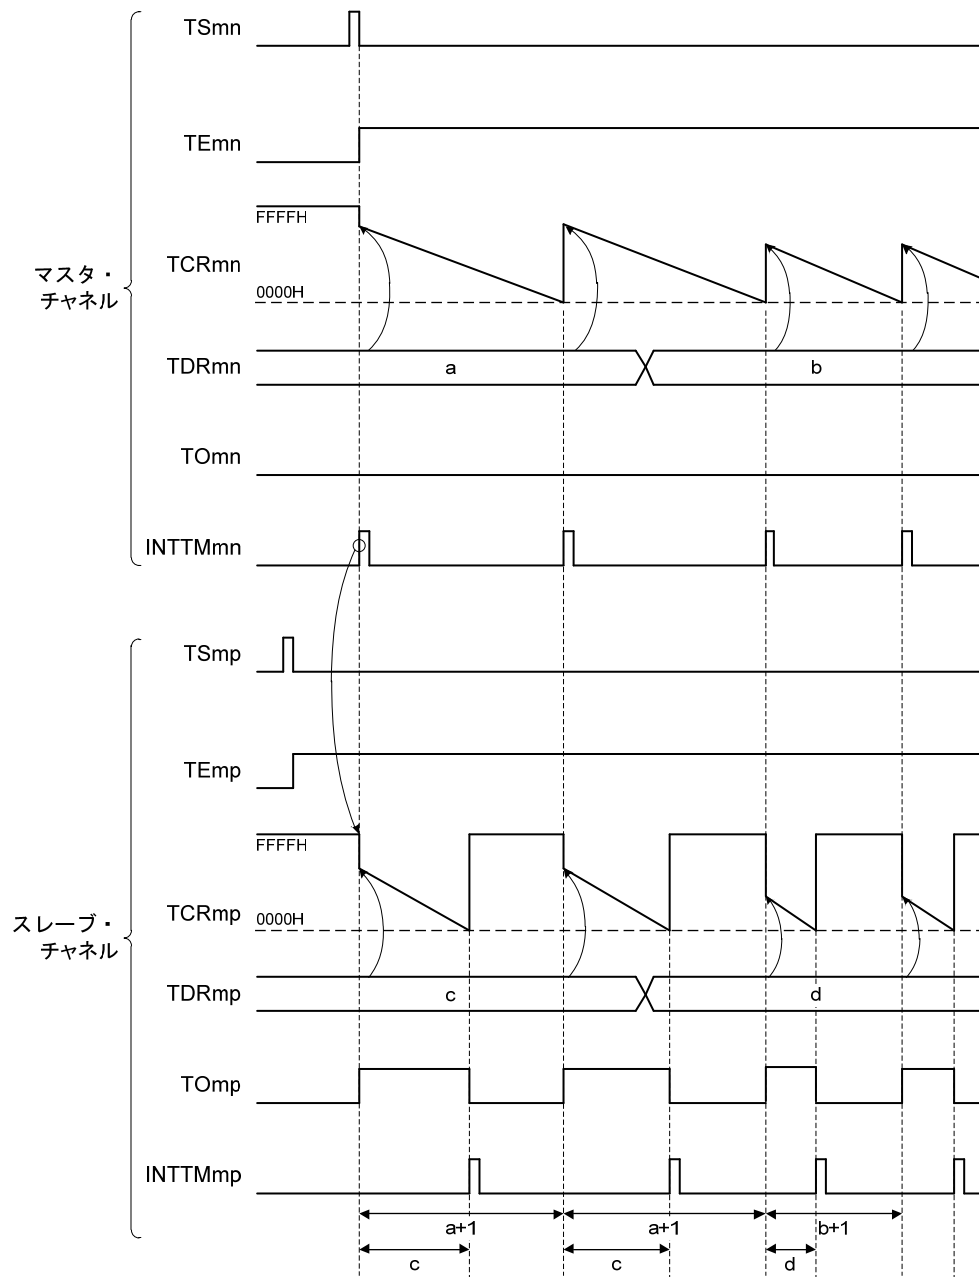 TSmn
TEmn
FFFFH
TCRmn
マスタ・
チャネル
0000H
TDRmn
a
b
TOmn
INTTMmn
TSmp
TEmp
FFFFH
TCRmp
0000H
スレーブ・
チャネル
TDRmp
c
d
TOmp
INTTMmp
a+1
a+1
b+1
c
c
d